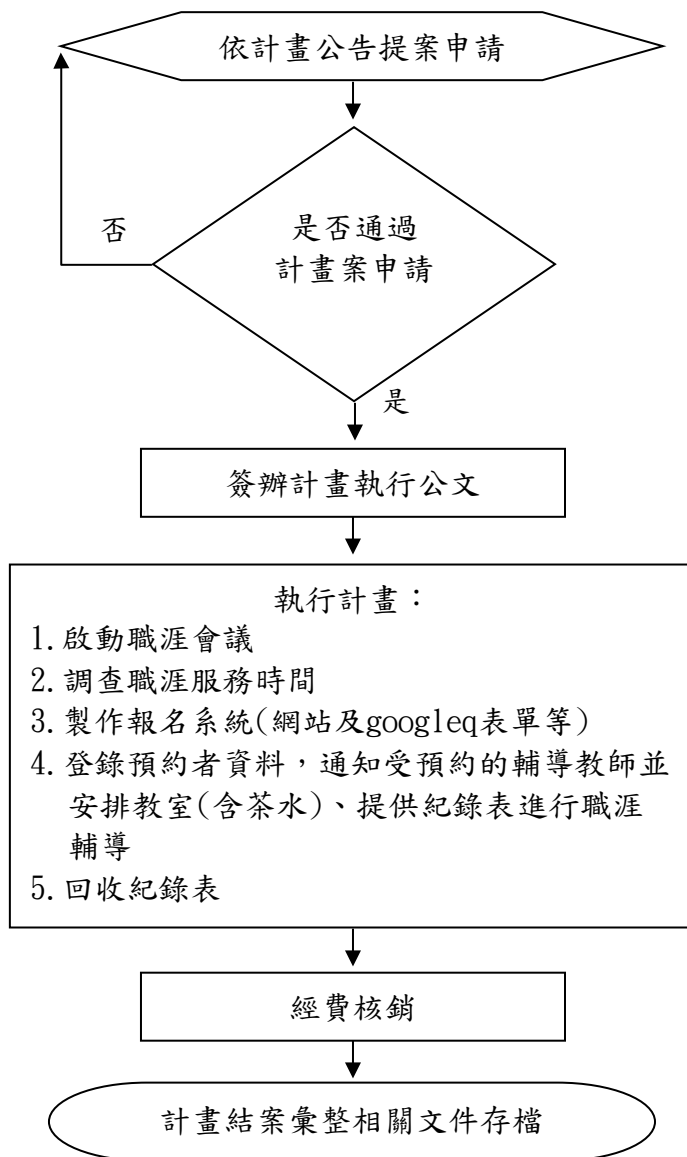 依計畫公告提案申請
否
是否通過
計畫案申請
是
簽辦計畫執行公文
執行計畫：
1.啟動職涯會議
2.調查職涯服務時間
3.製作報名系統(網站及googleq表單等)
4.登錄預約者資料，通知受預約的輔導教師並
安排教室(含茶水)、提供紀錄表進行職涯
輔導
5.回收紀錄表
經費核銷
計畫結案彙整相關文件存檔